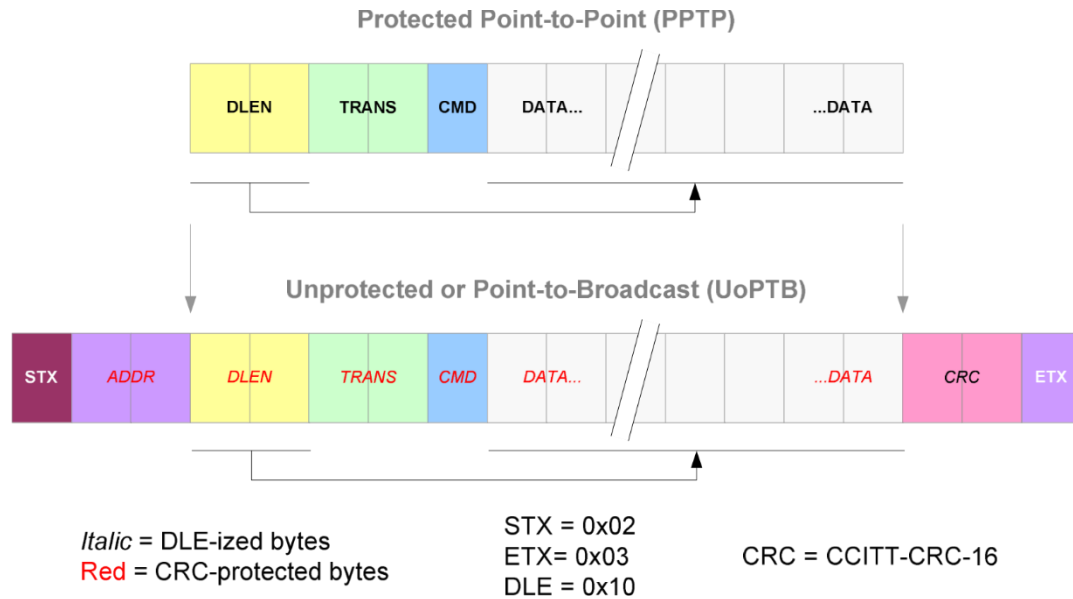 Protected Point-to-Point (PPTP)
DLEN TRANS CMD DATA... ...DATA
Unprotected or Point-to-Broadcast (UoPTB)
STX ADDR DLEN TRANS CMD DATA... ...DATA CRC ETX
Italic = DLE-ized bytes
Red = CRC-protected bytes
STX = 0x02
ETX= 0x03
DLE = 0x10
CRC = CCITT-CRC-16